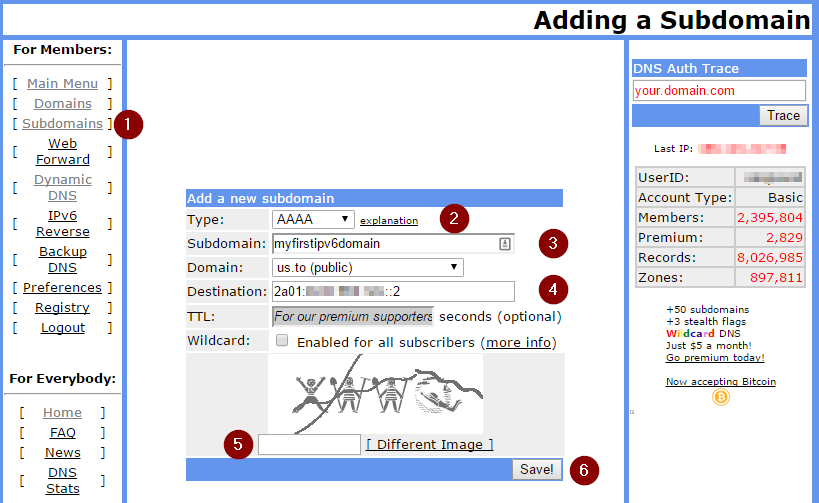 Adding a Subdomain
For Members:
[ Main Menu ]
[ Domains ]
[ Subdomains ]
1
[ Web Forward ]
[ Dynamic DNS ]
[ IPv6 Reverse ]
[ Backup DNS ]
[ Preferences ]
[ Registry ]
[ Logout ]
For Everybody:
[ Home ]
[ FAQ ]
[ News ]
[ DNS Stats ]
Add a new subdomain
Type: AAAA explanation 2
Subdomain: myfirstipv6domain 3
Domain: us.to (public)
Destination: 2a01: ::2 4
TTL: For our premium supporters seconds (optional)
Wildcard: Enabled for all subscribers (more info)
5 [ Different Image ]
Save! 6
DNS Auth Trace
your.domain.com
Trace
Last IP:
UserID:
Account Type: Basic
Members: 2,395,804
Premium: 2,829
Records: 8,026,985
Zones: 897,811
+50 subdomains
+3 stealth flags
Wildcard DNS
Just $5 a month!
Go premium today!
Now accepting Bitcoin